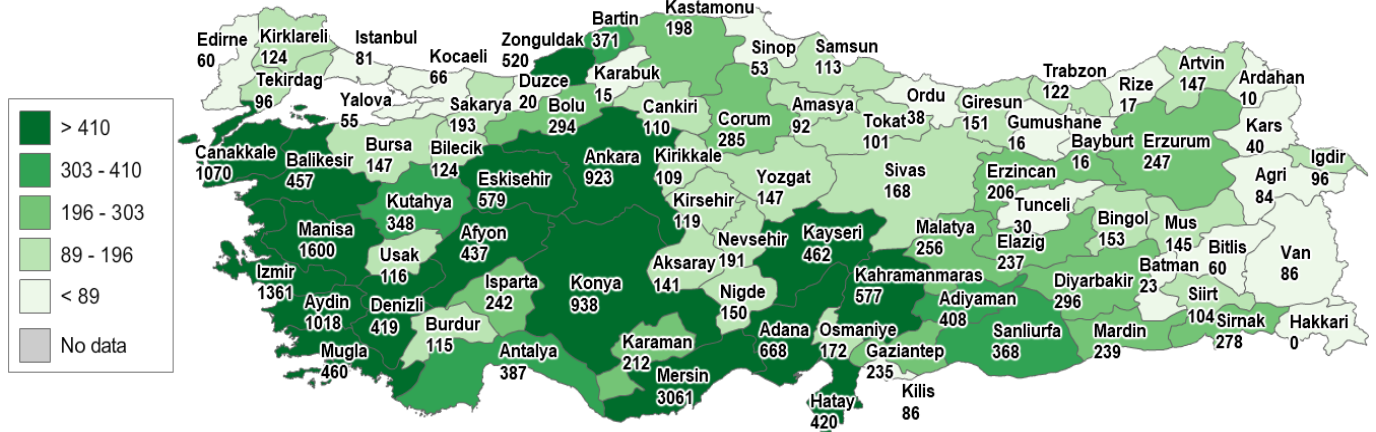 > 410
303 - 410
196 - 303
89 - 196
< 89
No data
Edirne
60
Kirklareli
124
Tekirdag
96
Istanbul
81
Kocaeli
66
Yalova
55
Sakarya
193
Duzce
20
Zonguldak
520
Bartin
371
Karabuk
15
Kastamonu
198
Sinop
53
Samsun
113
Bolu
294
Cankiri
110
Corum
285
Amasya
92
Tokat
101
Ordu
38
Giresun
151
Trabzon
122
Gumushane
16
Rize
17
Bayburt
16
Artvin
147
Ardahan
10
Kars
40
Erzurum
247
Igdir
96
Agri
84
Canakkale
1070
Balikesir
457
Bursa
147
Bilecik
124
Kutahya
348
Eskisehir
579
Ankara
923
Kirikkale
109
Kirsehir
119
Yozgat
147
Sivas
168
Erzincan
206
Tunceli
30
Bingol
153
Mus
145
Bitlis
60
Van
86
Manisa
1600
Usak
116
Afyon
437
Izmir
1361
Aydin
1018
Denizli
419
Mugla
460
Burdur
115
Isparta
242
Antalya
387
Konya
938
Aksaray
141
Nevsehir
191
Nigde
150
Kayseri
462
Karaman
212
Mersin
3061
Adana
668
Osmaniye
172
Hatay
420
Kahramanmaras
577
Malatya
256
Elazig
237
Adiyaman
408
Gaziantep
235
Kilis
86
Sanliurfa
368
Diyarbakir
296
Mardin
239
Batman
23
Siirt
104
Sirnak
278
Hakkari
0